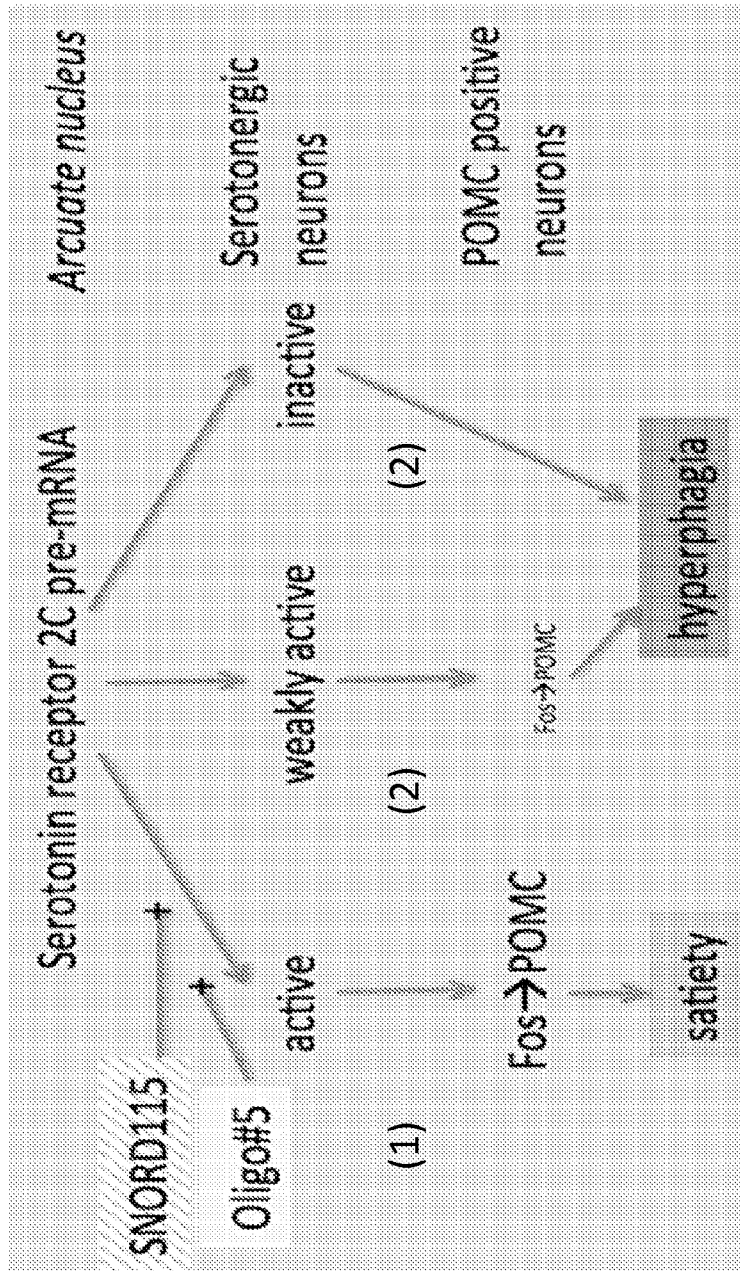 Serotonin receptor 2C pre-mRNA
Arcuate nucleus
SNORD115
+
Oligo#5
+
active
weakly active
inactive
Serotonergic
neurons
(1)
(2)
(2)
Fos→POMC
Fos→POMC
POMC positive
neurons
satiety
hyperphagia